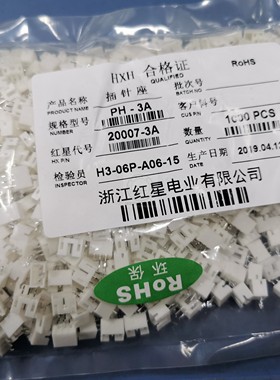 HXH 合格证 RoHS
QUALIFIED
插针座
产品名称 PH - 3A 批次号
NAME BATCH NO
规格型号 20007-3A 客户料号
NUMBER CUS.P/N
红星代号 数量 1000 PCS
HX.P/N QUANTITY
检验员 H3-06P-A06-15 生产日期 2019.04.1
INSPECTOR DATE
浙江红星电业有限公司
环保
RoHS